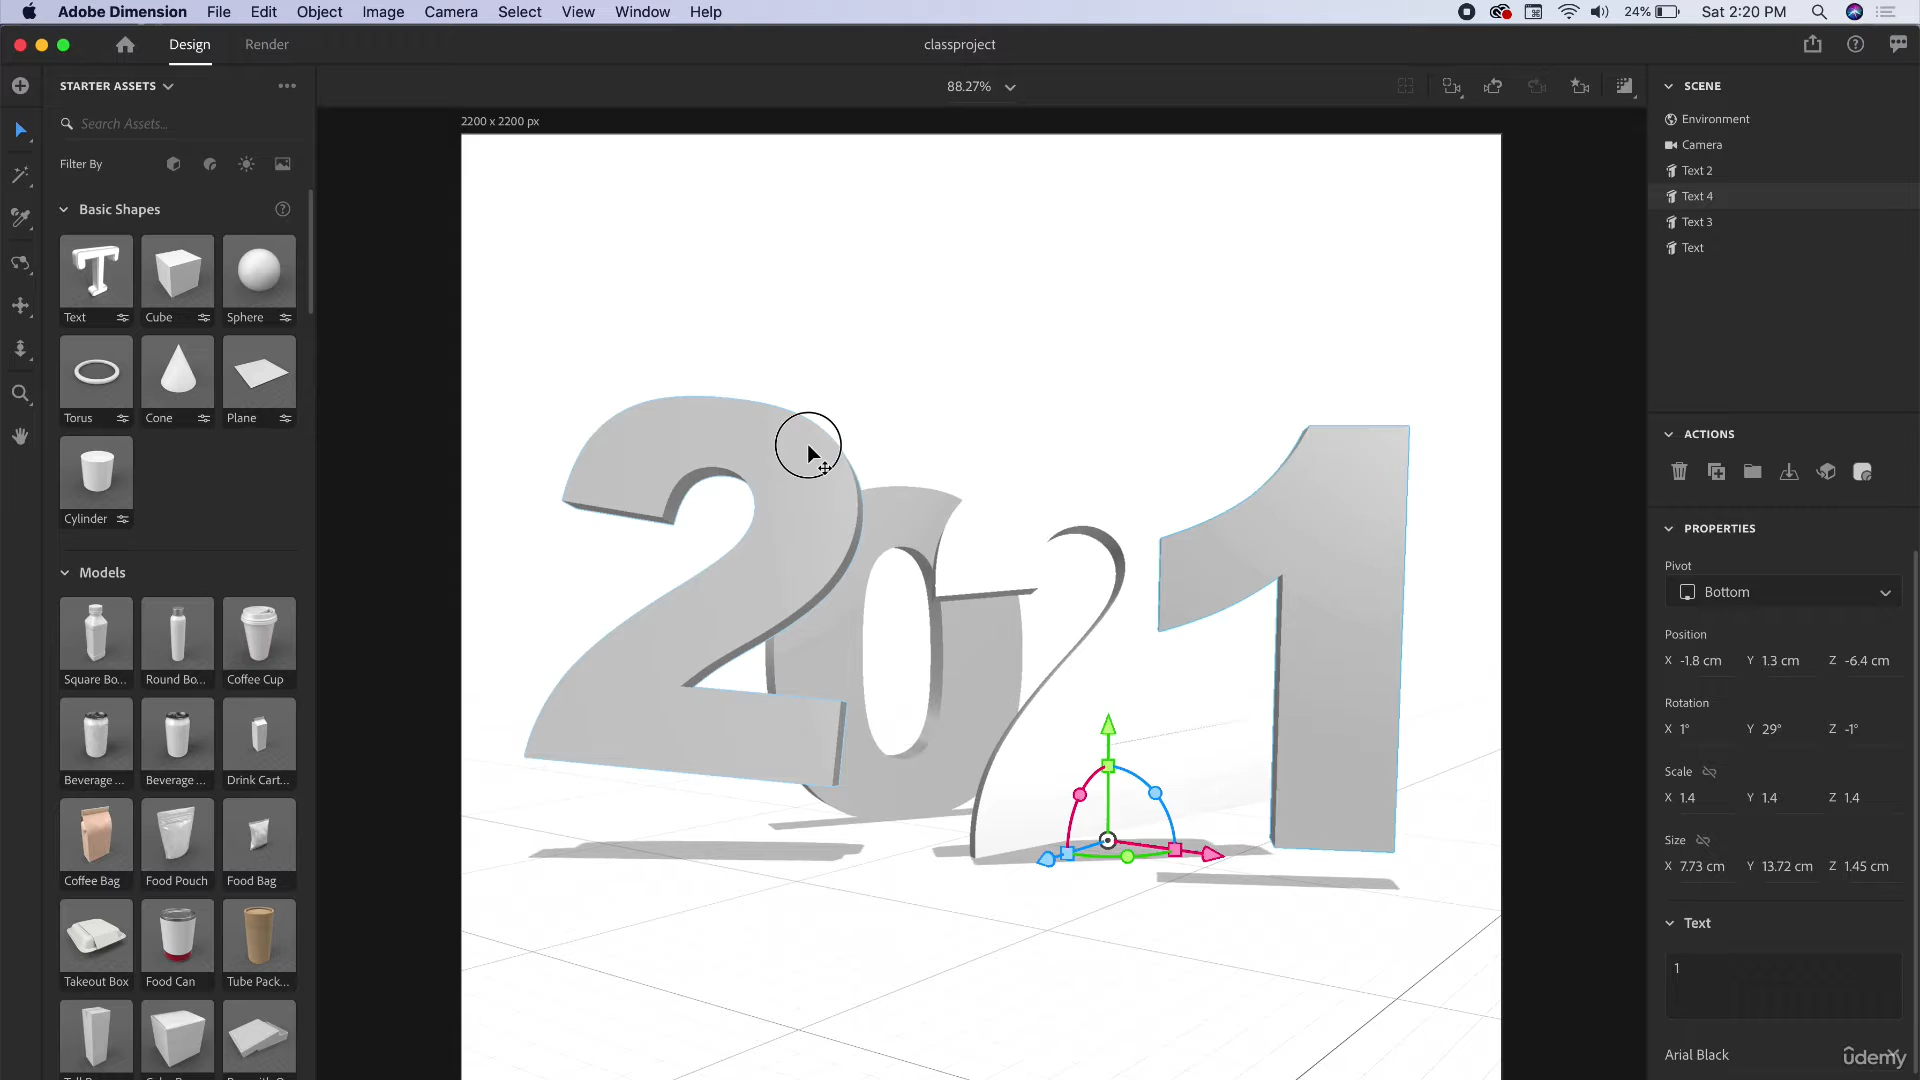 Adobe Dimension File Edit Object Image Camera Select View Window Help 24% Sat 2:20 PM
Design Render classproject
STARTER ASSETS
88.27%
SCENE
2200 x 2200 px
Search Assets...
Environment
Camera
Filter By
Text 2
Text 4
Basic Shapes
Text 3
Text
Text Cube Sphere
Torus Cone Plane
ACTIONS
Cylinder
PROPERTIES
Pivot
Models
Bottom
Position
X -1.8 cm Y 1.3 cm Z -6.4 cm
Square Bo... Round Bo... Coffee Cup
Rotation
X 1° Y 29° Z -1°
Scale
Beverage ... Beverage ... Drink Cart...
X 1.4 Y 1.4 Z 1.4
Size
X 7.73 cm Y 13.72 cm Z 1.45 cm
Coffee Bag Food Pouch Food Bag
Text
1
Takeout Box Food Can Tube Pack...
Arial Black
2021
ûdemy